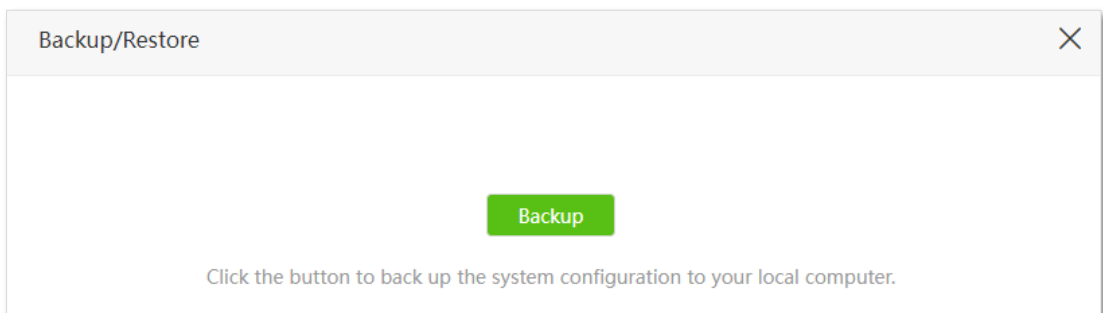 Backup/Restore
Backup
Click the button to back up the system configuration to your local computer.